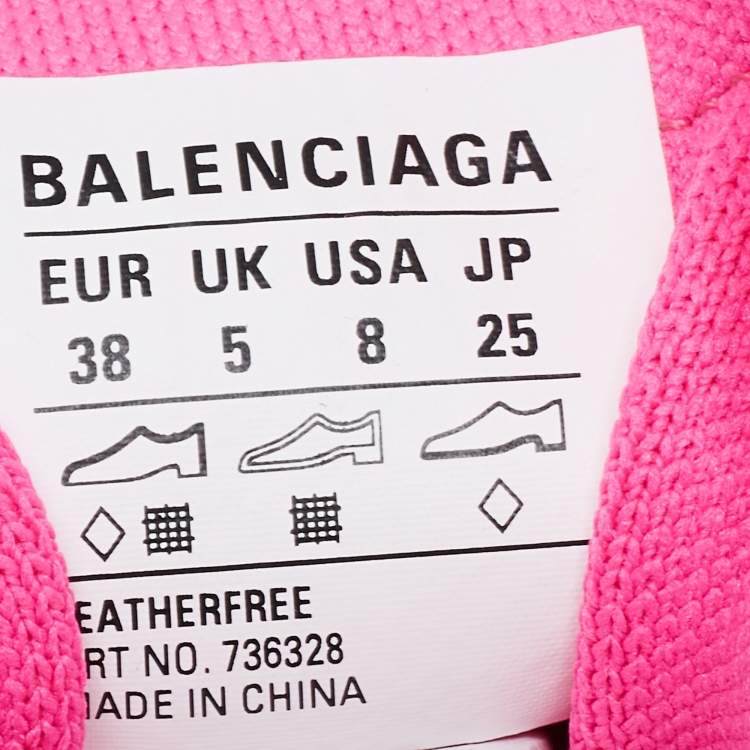 BALENCIAGA
EUR UK USA JP
38 5 8 25
EATHERFREE
RT NO. 736328
MADE IN CHINA